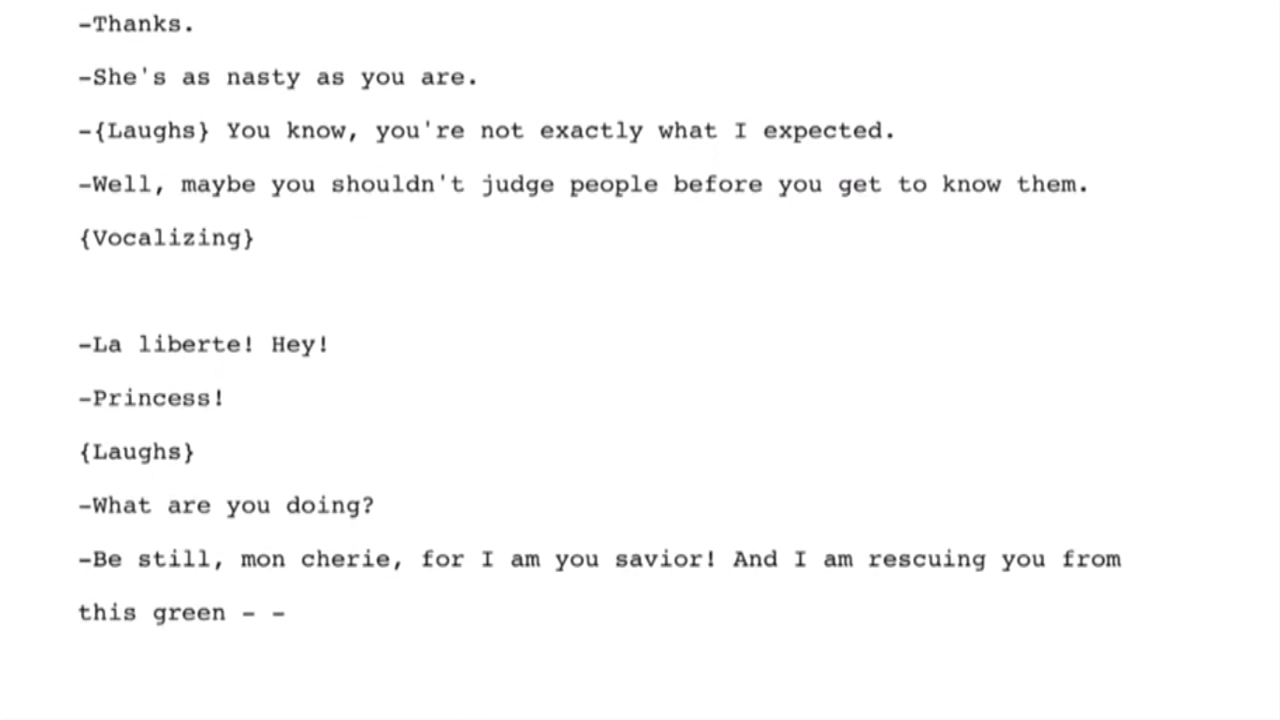 -Thanks.
-She's as nasty as you are.
-{Laughs} You know, you're not exactly what I expected.
-Well, maybe you shouldn't judge people before you get to know them.
{Vocalizing}
-La liberte! Hey!
-Princess!
{Laughs}
-What are you doing?
-Be still, mon cherie, for I am you savior! And I am rescuing you from
this green - -